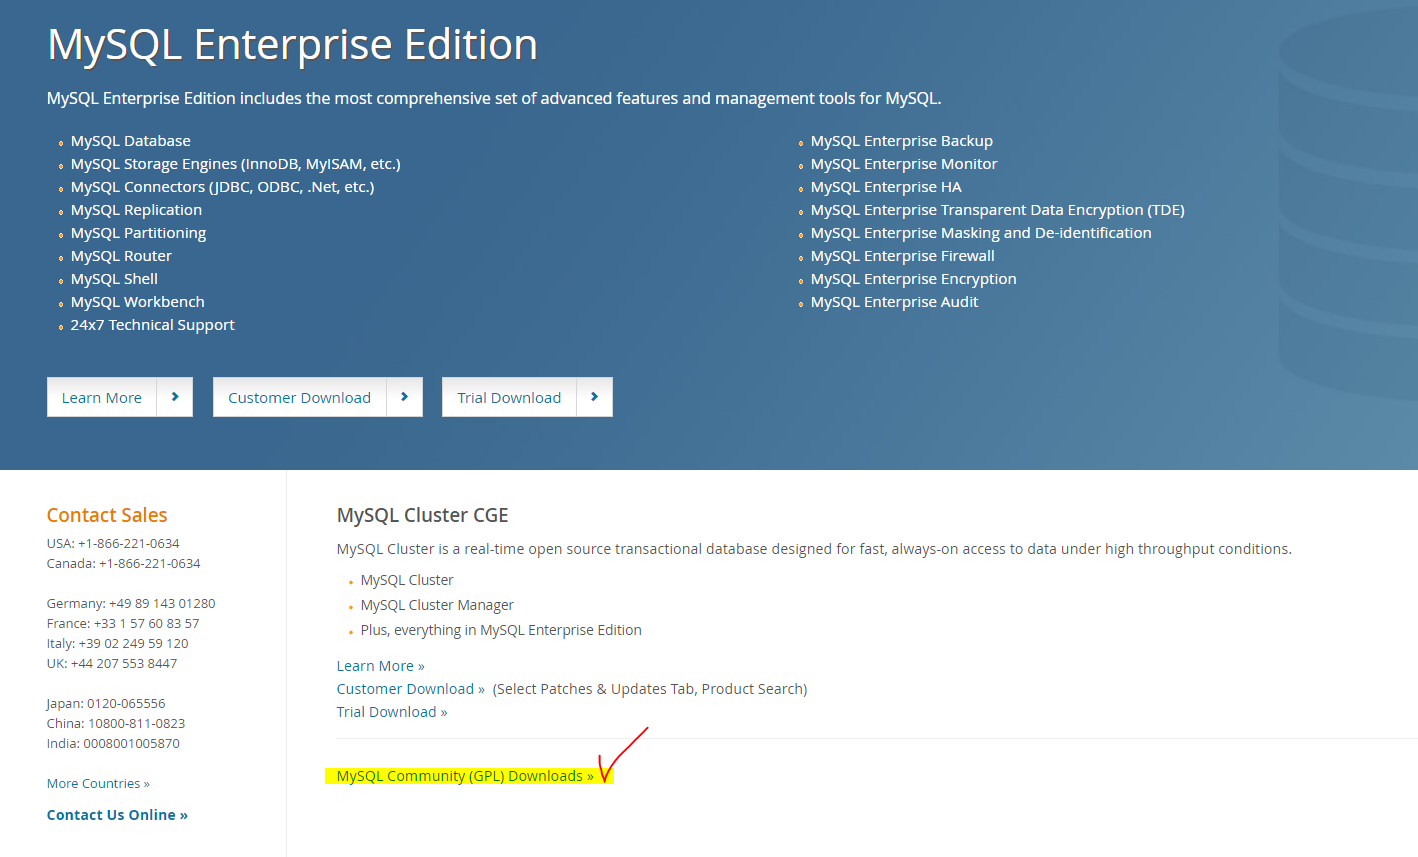 MySQL Enterprise Edition
MySQL Enterprise Edition includes the most comprehensive set of advanced features and management tools for MySQL.
MySQL Database
MySQL Storage Engines (InnoDB, MyISAM, etc.)
MySQL Connectors (JDBC, ODBC, .Net, etc.)
MySQL Replication
MySQL Partitioning
MySQL Router
MySQL Shell
MySQL Workbench
24x7 Technical Support
MySQL Enterprise Backup
MySQL Enterprise Monitor
MySQL Enterprise HA
MySQL Enterprise Transparent Data Encryption (TDE)
MySQL Enterprise Masking and De-identification
MySQL Enterprise Firewall
MySQL Enterprise Encryption
MySQL Enterprise Audit
Learn More
Customer Download
Trial Download
Contact Sales
USA: +1-866-221-0634
Canada: +1-866-221-0634
Germany: +49 89 143 01280
France: +33 1 57 60 83 57
Italy: +39 02 249 59 120
UK: +44 207 553 8447
Japan: 0120-065556
China: 10800-811-0823
India: 0008001005870
More Countries »
Contact Us Online »
MySQL Cluster CGE
MySQL Cluster is a real-time open source transactional database designed for fast, always-on access to data under high throughput conditions.
MySQL Cluster
MySQL Cluster Manager
Plus, everything in MySQL Enterprise Edition
Learn More »
Customer Download » (Select Patches & Updates Tab, Product Search)
Trial Download »
MySQL Community (GPL) Downloads »